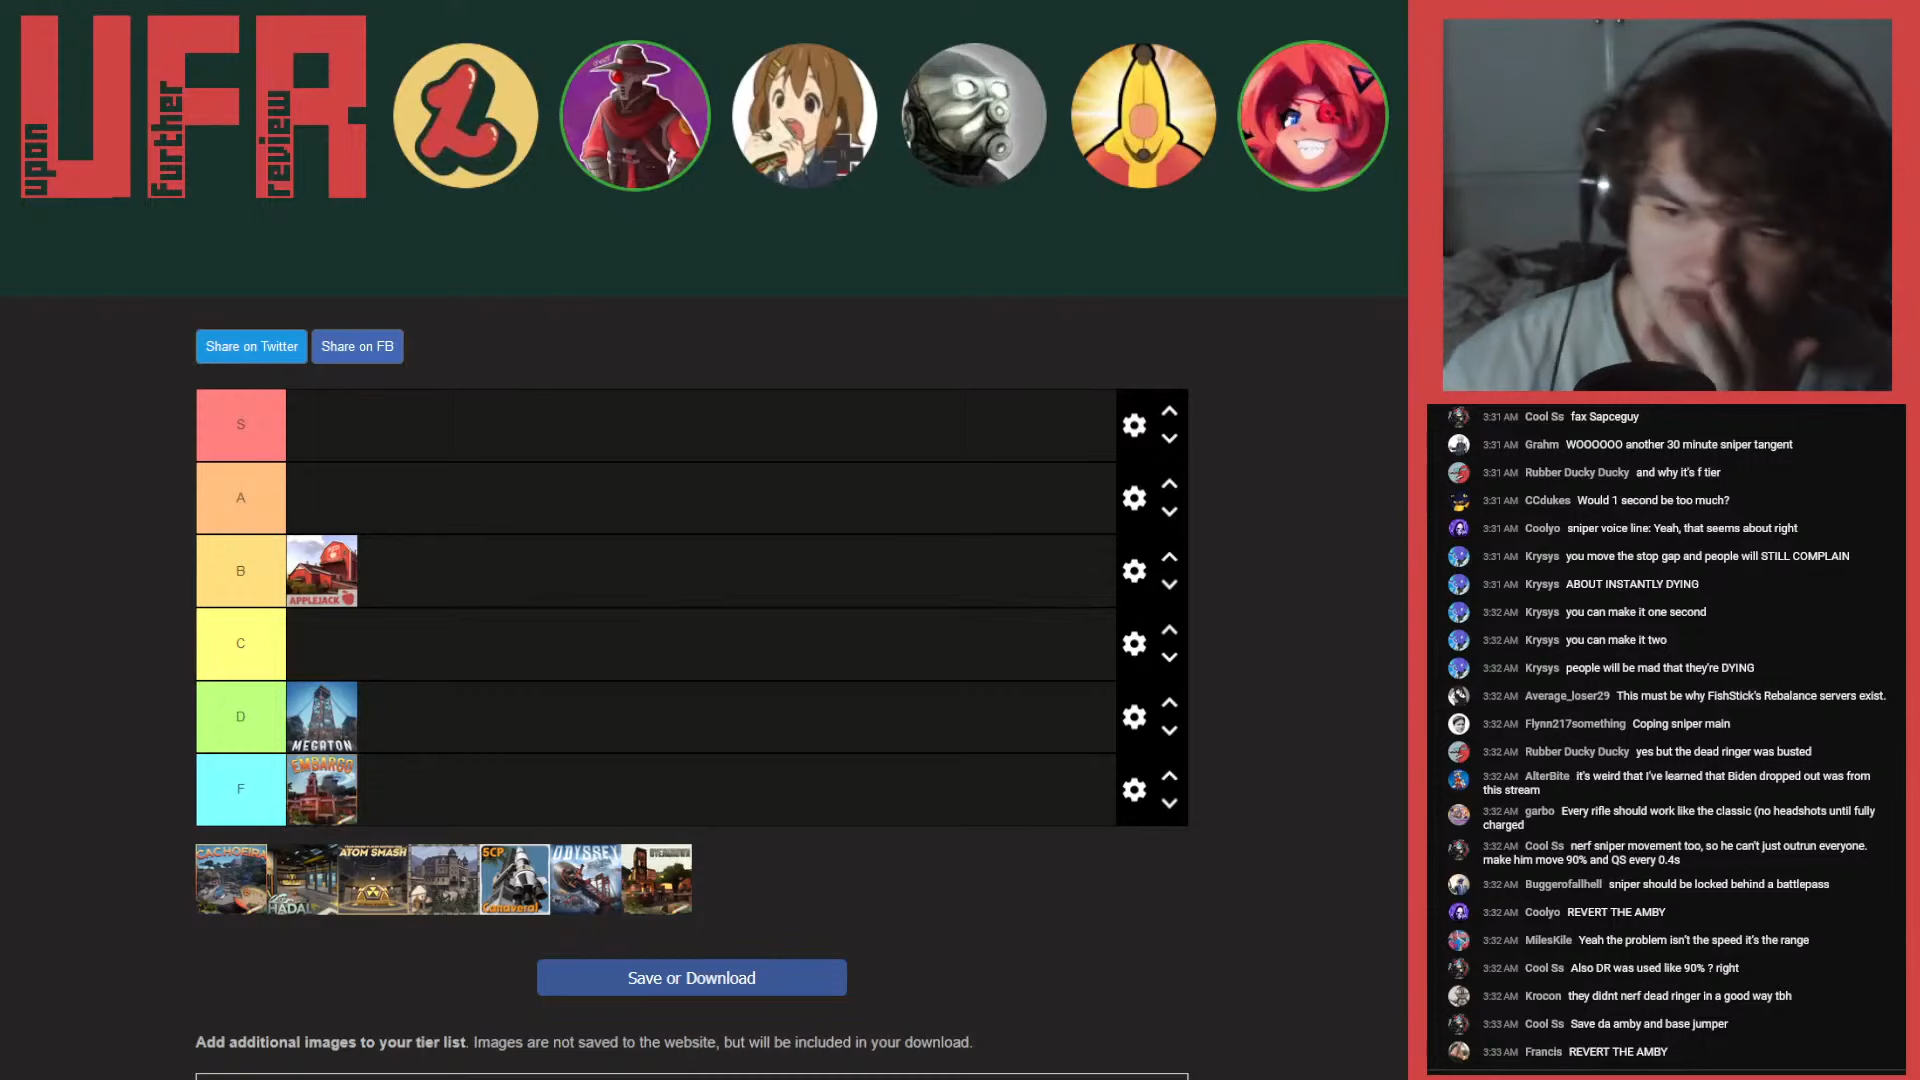 UFR
upon
further
review
Share on Twitter
Share on FB
S
A
B
APPLEJACK
C
D
MEGATON
F
EMBARGO
CACHOEIRA
HADAL
ATOM SMASH
SCP
Canaveral
ODYSSEY
OVERGROWN
Save or Download
Add additional images to your tier list. Images are not saved to the website, but will be included in your download.
3:31 AM Cool Ss fax Sapceguy
3:31 AM Grahm WOOOOOO another 30 minute sniper tangent
3:31 AM Rubber Ducky Ducky and why it's f tier
3:31 AM CCdukes Would 1 second be too much?
3:31 AM Coolyo sniper voice line: Yeah, that seems about right
3:31 AM Krysys you move the stop gap and people will STILL COMPLAIN
3:31 AM Krysys ABOUT INSTANTLY DYING
3:32 AM Krysys you can make it one second
3:32 AM Krysys you can make it two
3:32 AM Krysys people will be mad that they're DYING
3:32 AM Average_loser29 This must be why FishStick's Rebalance servers exist.
3:32 AM Flynn217something Coping sniper main
3:32 AM Rubber Ducky Ducky yes but the dead ringer was busted
3:32 AM AlterBite it's weird that I've learned that Biden dropped out was from
this stream
3:32 AM garbo Every rifle should work like the classic (no headshots until fully
charged
3:32 AM Cool Ss nerf sniper movement too, so he can't just outrun everyone.
make him move 90% and QS every 0.4s
3:32 AM Buggerofallhell sniper should be locked behind a battlepass
3:32 AM Coolyo REVERT THE AMBY
3:32 AM MilesKile Yeah the problem isn't the speed it's the range
3:32 AM Cool Ss Also DR was used like 90% ? right
3:32 AM Krocon they didnt nerf dead ringer in a good way tbh
3:33 AM Cool Ss Save da amby and base jumper
3:33 AM Francis REVERT THE AMBY